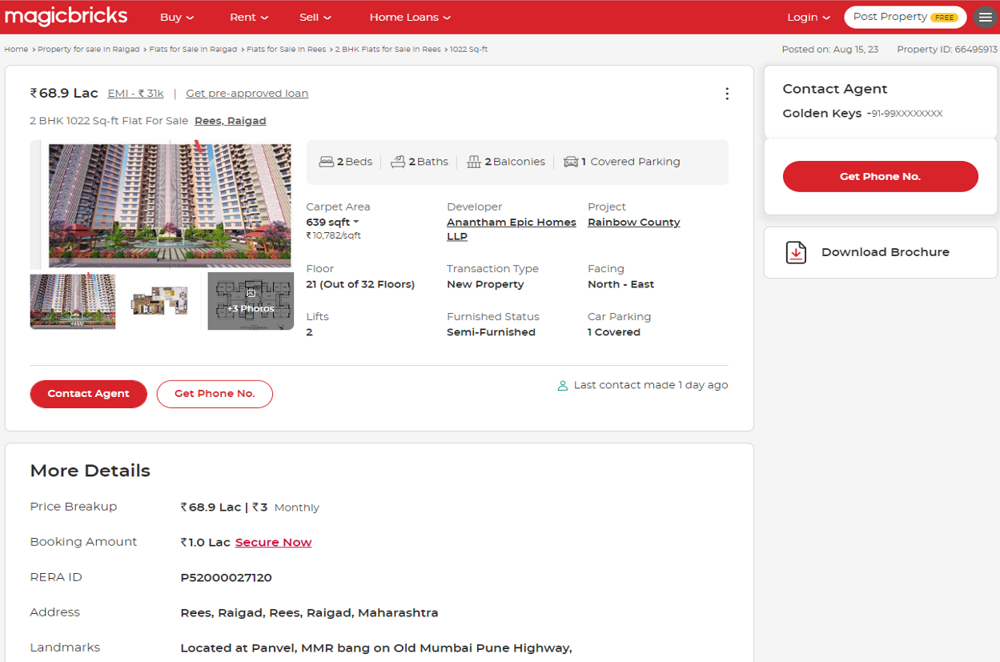 magicbricks Buy Rent Sell Home Loans Login Post Property FREE
Home > Property for sale in Raigad > Flats for Sale in Raigad > Flats for Sale in Rees > 2 BHK Flats for Sale in Rees > 1022 Sq-ft Posted on: Aug 15, 23 Property ID: 66495913
₹68.9 Lac EMI - ₹ 31k | Get pre-approved loan
2 BHK 1022 Sq-ft Flat For Sale Rees, Raigad
2 Beds 2 Baths 2 Balconies 1 Covered Parking
Carpet Area Developer Project
639 sqft Anantham Epic Homes Rainbow County
₹10,782/sqft LLP
Floor Transaction Type Facing
21 (Out of 32 Floors) New Property North - East
+3 Photos
Lifts Furnished Status Car Parking
2 Semi-Furnished 1 Covered
Contact Agent Get Phone No. Last contact made 1 day ago
Contact Agent
Golden Keys +91-99XXXXXXXX
Get Phone No.
Download Brochure
More Details
Price Breakup ₹68.9 Lac | ₹3 Monthly
Booking Amount ₹1.0 Lac Secure Now
RERA ID P52000027120
Address Rees, Raigad, Rees, Raigad, Maharashtra
Landmarks Located at Panvel, MMR bang on Old Mumbai Pune Highway,